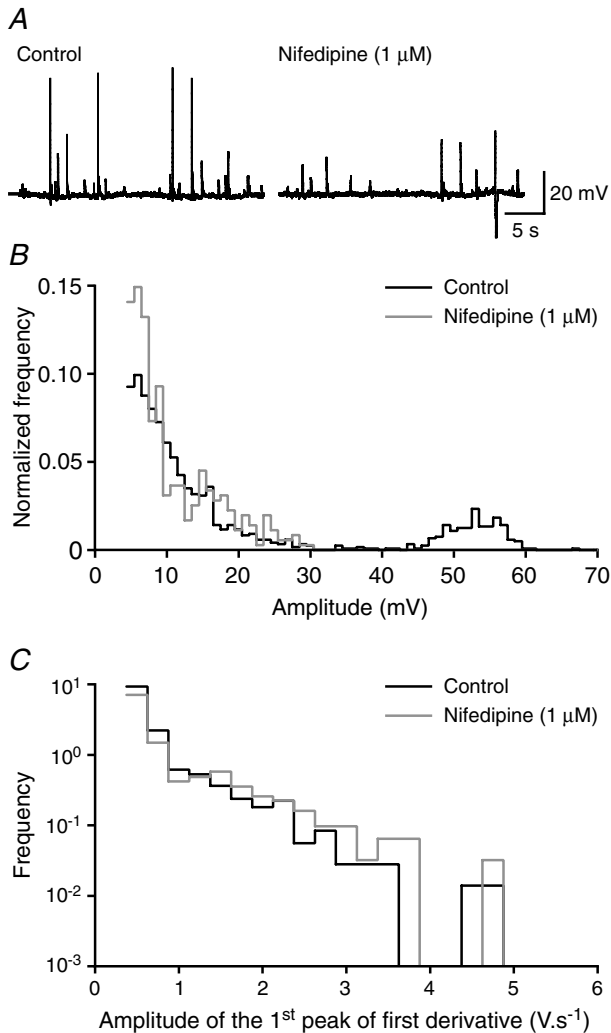 A
Control
Nifedipine (1 μM)
20 mV
5 s
B
Control
Nifedipine (1 μM)
Normalized frequency
0.15
0.10
0.05
0
0 10 20 30 40 50 60 70
Amplitude (mV)
C
Control
Nifedipine (1 μM)
Frequency
10¹
10⁰
10⁻¹
10⁻²
10⁻³
0 1 2 3 4 5 6
Amplitude of the 1ˢᵗ peak of first derivative (V.s⁻¹)